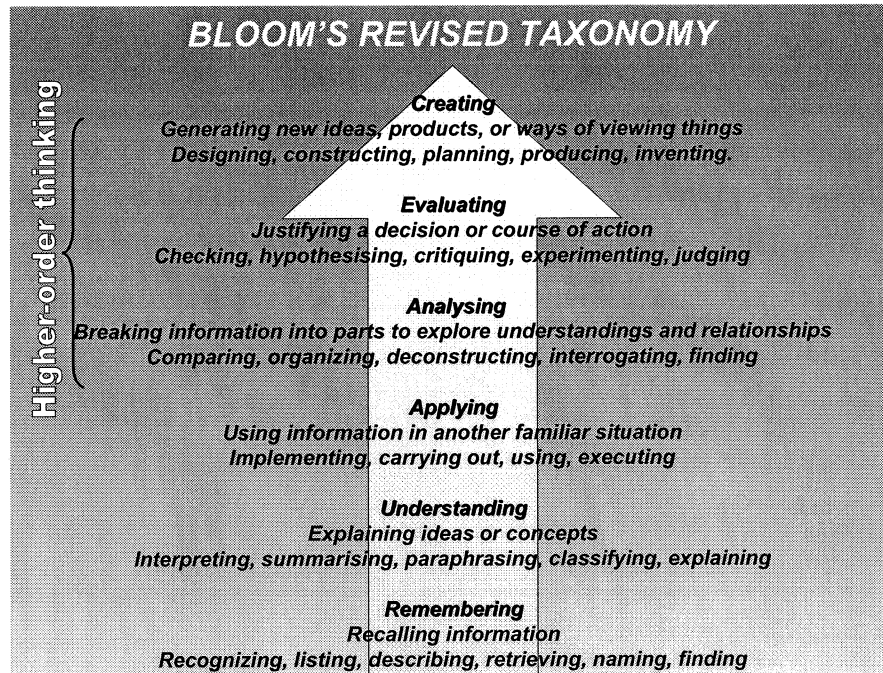 BLOOM'S REVISED TAXONOMY
Higher-order thinking
Creating
Generating new ideas, products, or ways of viewing things
Designing, constructing, planning, producing, inventing.
Evaluating
Justifying a decision or course of action
Checking, hypothesising, critiquing, experimenting, judging
Analysing
Breaking information into parts to explore understandings and relationships
Comparing, organizing, deconstructing, interrogating, finding
Applying
Using information in another familiar situation
Implementing, carrying out, using, executing
Understanding
Explaining ideas or concepts
Interpreting, summarising, paraphrasing, classifying, explaining
Remembering
Recalling information
Recognizing, listing, describing, retrieving, naming, finding